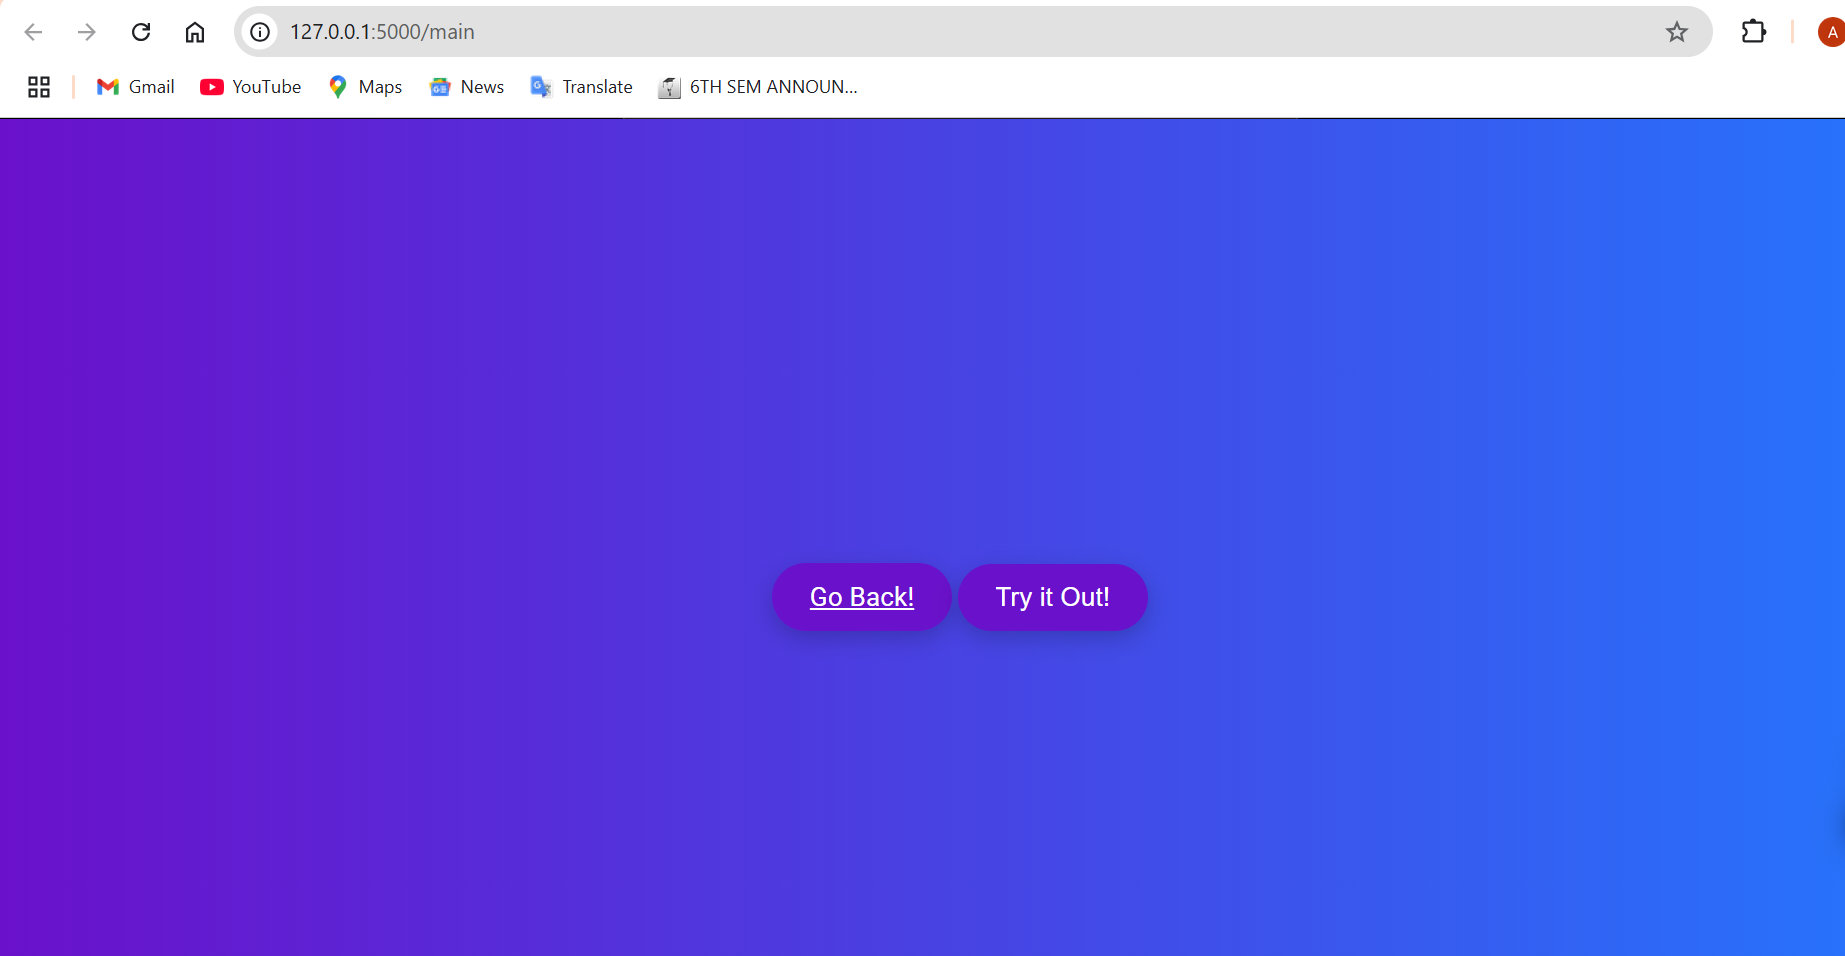 127.0.0.1:5000/main
A
Gmail YouTube Maps News Translate 6TH SEM ANNOUN...
Go Back! Try it Out!